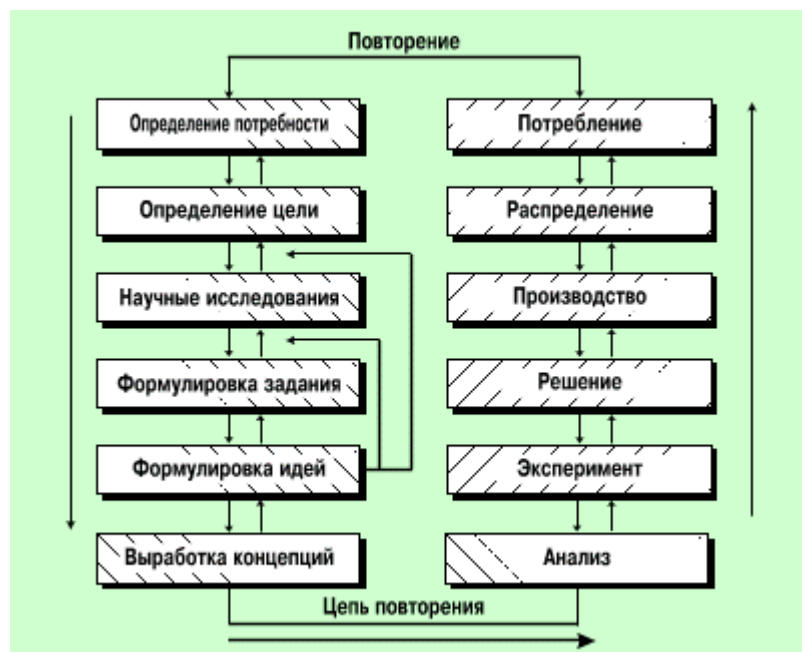 Повторение
Определение потребности
Определение цели
Научные исследования
Формулировка задания
Формулировка идей
Выработка концепций
Потребление
Распределение
Производство
Решение
Эксперимент
Анализ
Цепь повторения